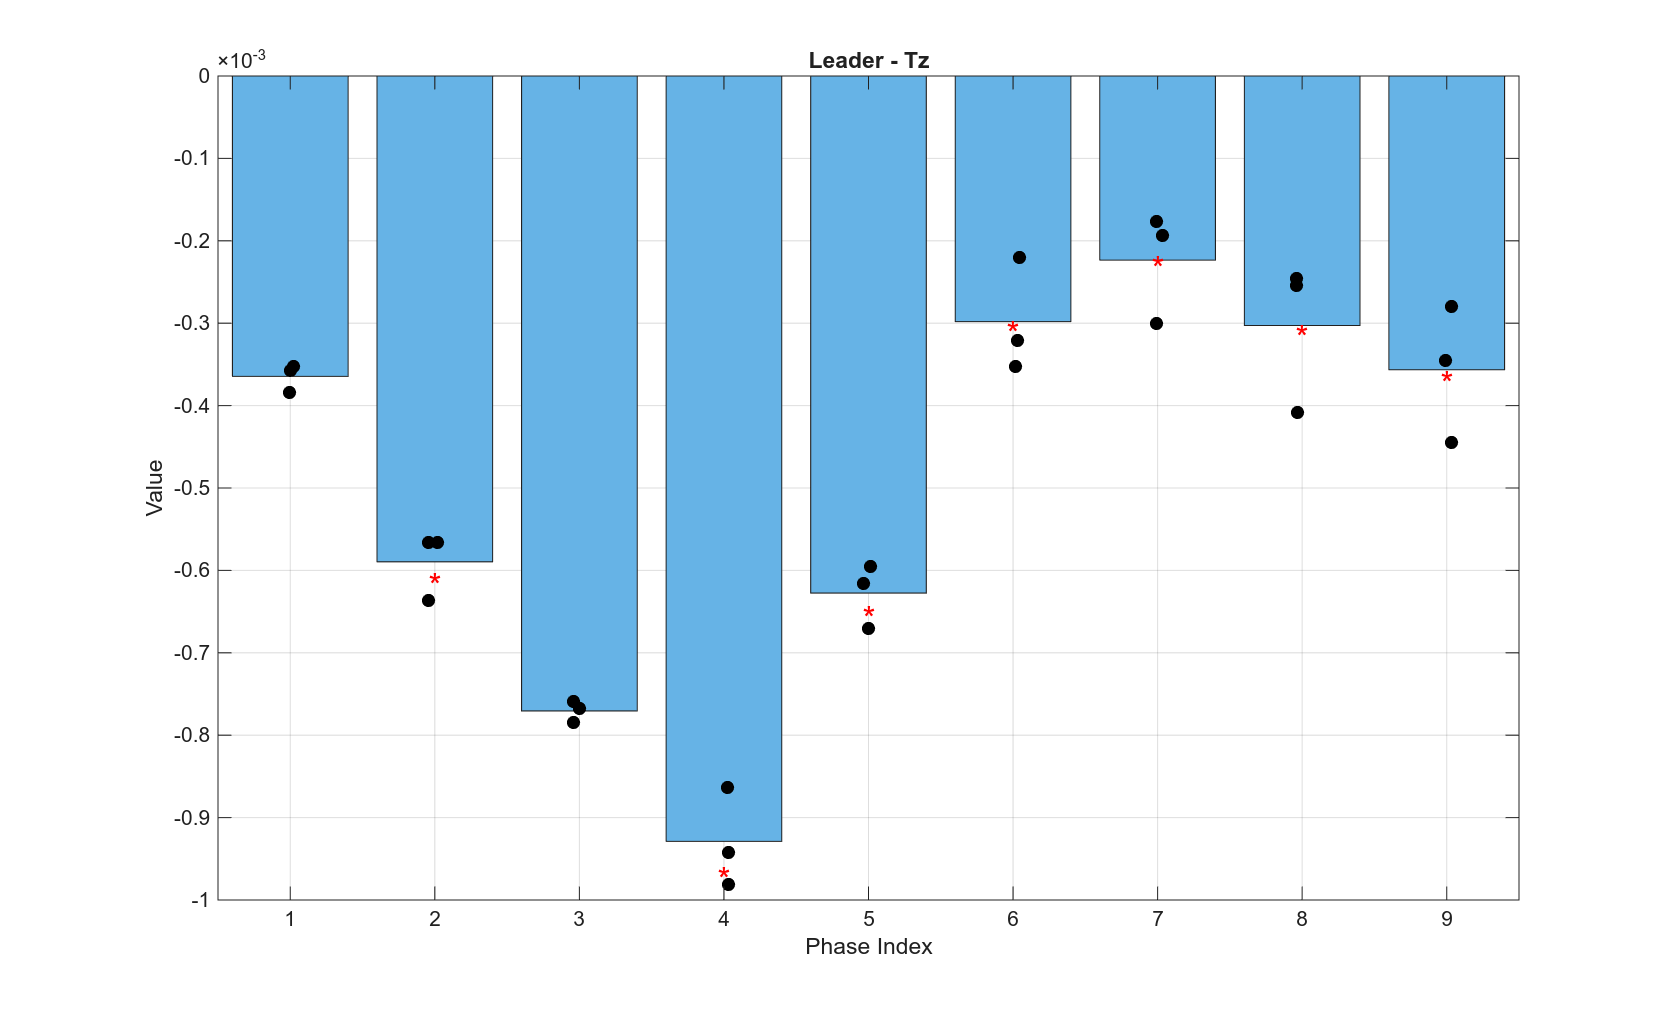 Leader - Tz
×10⁻³
0
-0.1
-0.2
-0.3
-0.4
-0.5
-0.6
-0.7
-0.8
-0.9
-1
Value
* * * * * * * *
1 2 3 4 5 6 7 8 9
Phase Index